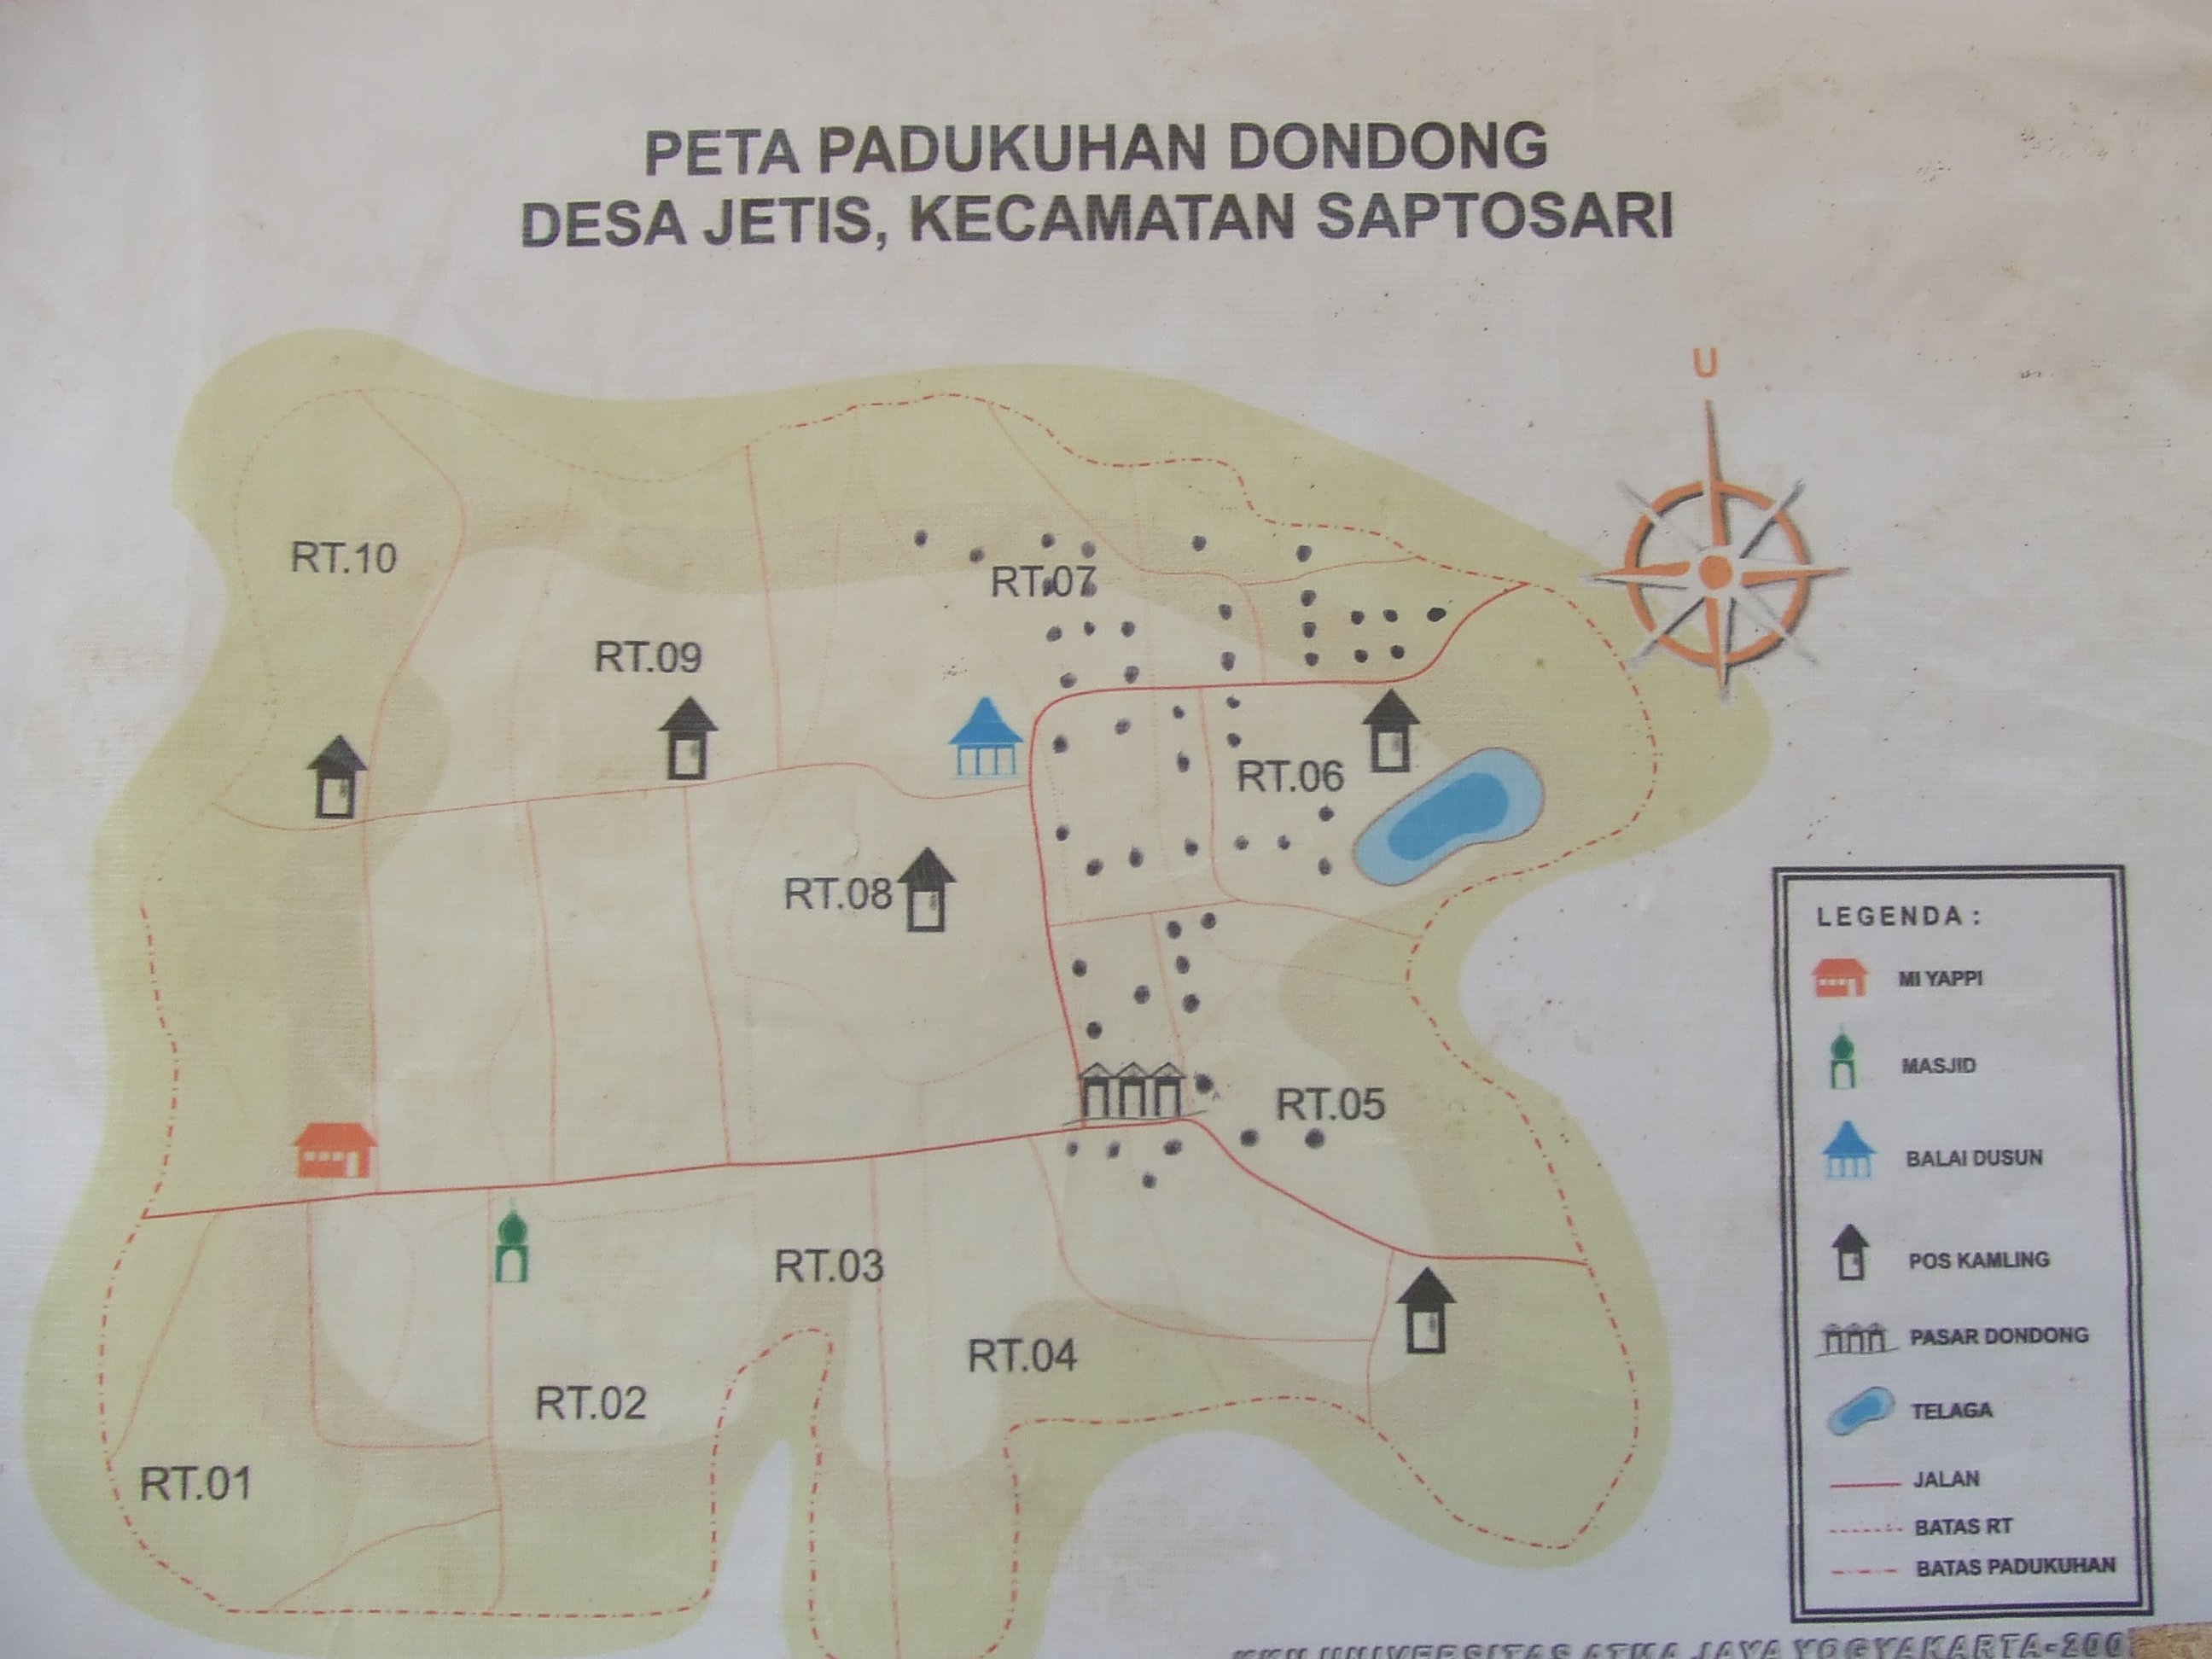 PETA PADUKUHAN DONDONG
DESA JETIS, KECAMATAN SAPTOSARI
U
RT.10
RT.07
RT.09
RT.06
RT.08
RT.05
RT.03
RT.04
RT.02
RT.01
LEGENDA :
MI YAPPI
MASJID
BALAI DUSUN
POS KAMLING
PASAR DONDONG
TELAGA
JALAN
BATAS RT
BATAS PADUKUHAN
KKN UNIVERSITAS ATMA JAYA YOGYAKARTA-200